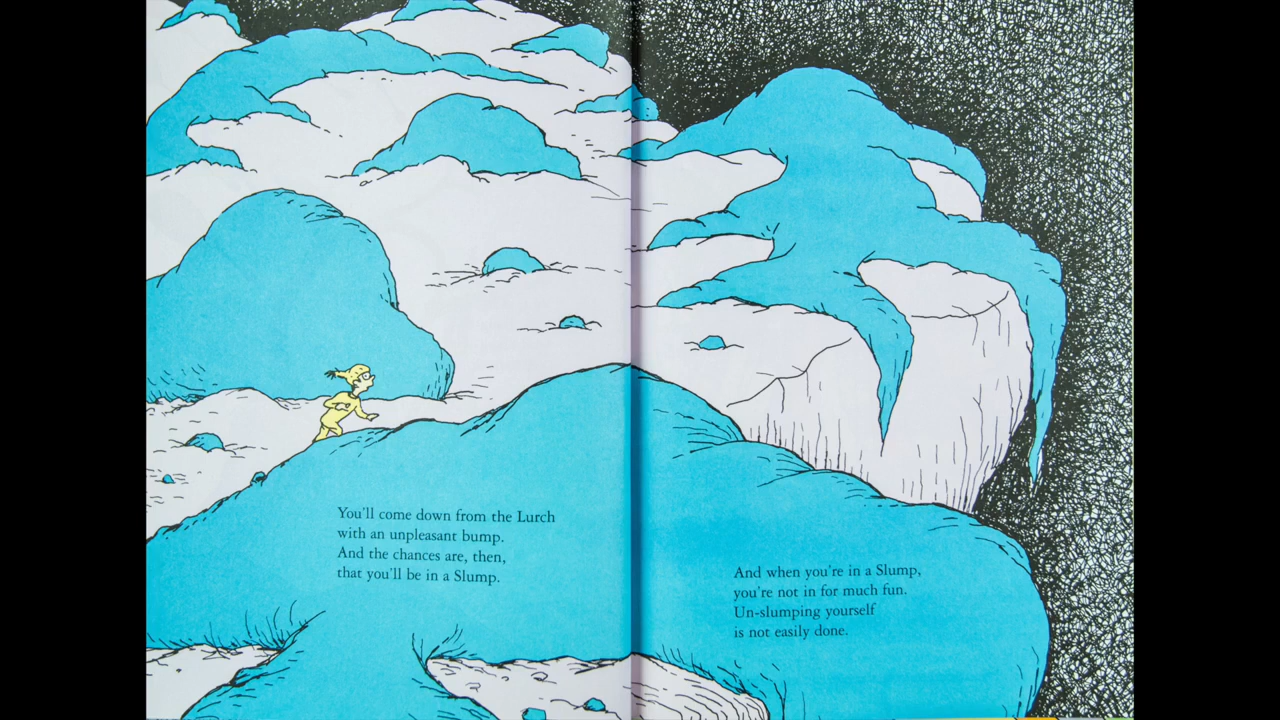 You'll come down from the Lurch
with an unpleasant bump.
And the chances are, then,
that you'll be in a Slump.
And when you're in a Slump,
you're not in for much fun.
Un-slumping yourself
is not easily done.